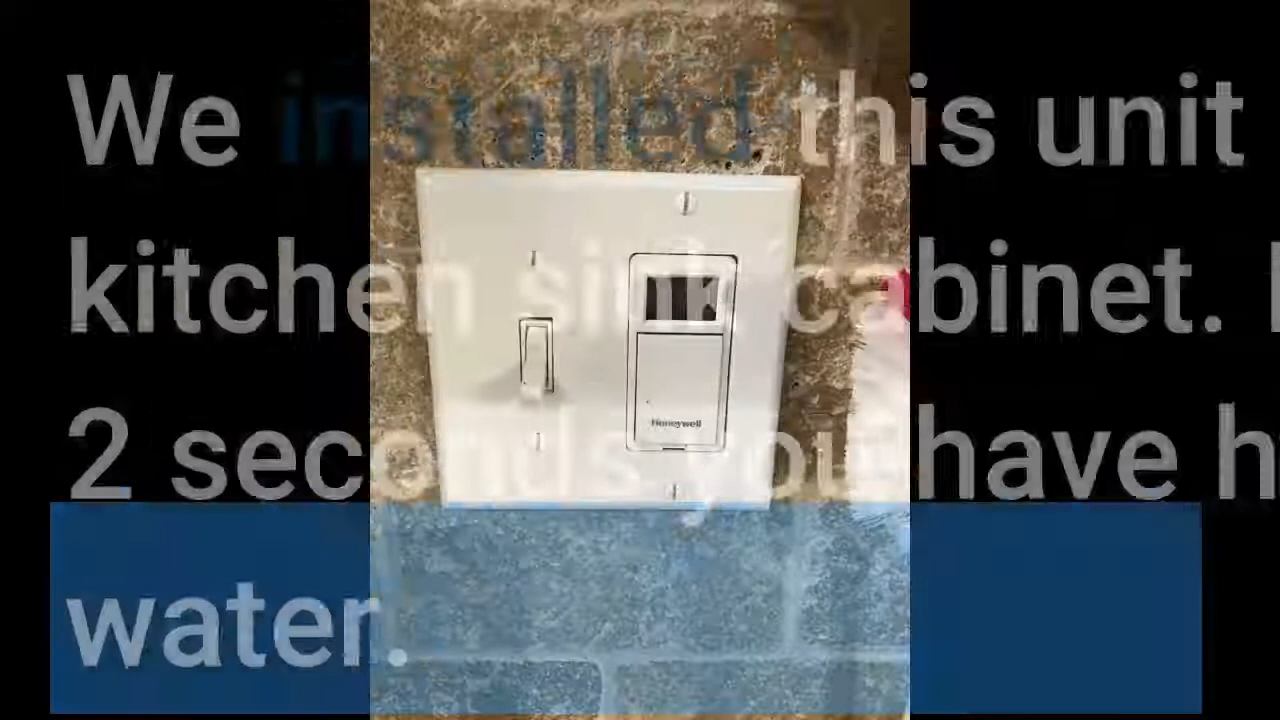 We installed this unit
kitchen sink cabinet.
2 seconds you have h
water.
Honeywell